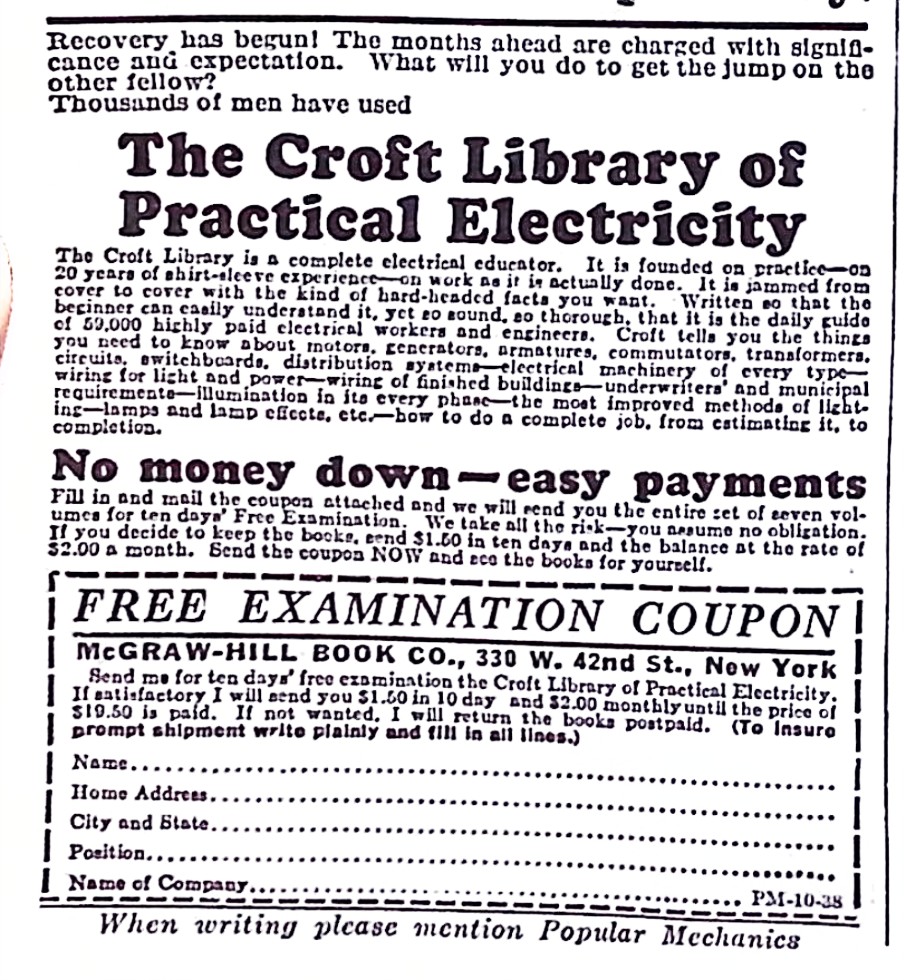 Recovery has begun! The months ahead are charged with signifi-
cance and expectation. What will you do to get the jump on the
other fellow?
Thousands of men have used
The Croft Library of
Practical Electricity
The Croft Library is a complete electrical educator. It is founded on practice—on
20 years of shirt-sleeve experience—on work as it is actually done. It is jammed from
cover to cover with the kind of hard-headed facts you want. Written so that the
beginner can easily understand it, yet so sound, so thorough, that it is the daily guide
of 59,000 highly paid electrical workers and engineers. Croft tells you the things
you need to know about motors, generators, armatures, commutators, transformers,
circuits, switchboards, distribution systems—electrical machinery of every type—
wiring for light and power—wiring of finished buildings—underwriters' and municipal
requirements—illumination in its every phase—the most improved methods of light-
ing—lamps and lamp effects, etc.—how to do a complete job, from estimating it, to
completion.
No money down—easy payments
Fill in and mail the coupon attached and we will send you the entire set of seven vol-
umes for ten days' Free Examination. We take all the risk—you assume no obligation.
If you decide to keep the books, send $1.50 in ten days and the balance at the rate of
$2.00 a month. Send the coupon NOW and see the books for yourself.
FREE EXAMINATION COUPON
McGRAW-HILL BOOK CO., 330 W. 42nd St., New York
Send me for ten days' free examination the Croft Library of Practical Electricity.
If satisfactory I will send you $1.50 in 10 day and $2.00 monthly until the price of
$19.50 is paid. If not wanted, I will return the books postpaid. (To insure
prompt shipment write plainly and fill in all lines.)
Name
Home Address
City and State
Position
Name of Company PM-10-38
When writing please mention Popular Mechanics